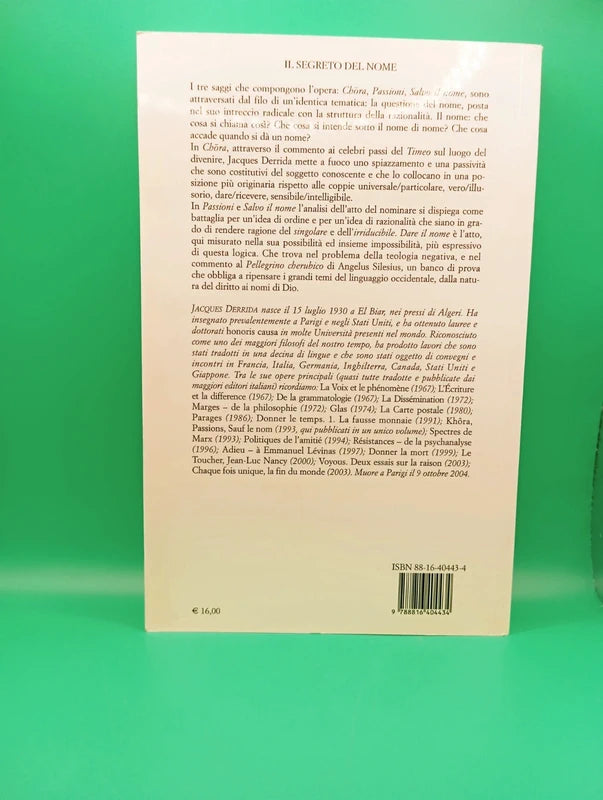 IL SEGRETO DEL NOME
I tre saggi che compongono l'opera: Chōra, Passioni, Salvo il nome, sono
attraversati dal filo di un'identica tematica: la questione del nome, posta
nel suo intreccio radicale con la struttura della razionalità. Il nome: che
cosa si chiama così? Che cosa si intende sotto il nome di nome? Che cosa
accade quando si dà un nome?
In Chōra, attraverso il commento ai celebri passi del Timeo sul luogo del
divenire, Jacques Derrida mette a fuoco uno spiazzamento e una passività
che sono costitutivi del soggetto conoscente e che lo collocano in una po-
sizione più originaria rispetto alle coppie universale/particolare, vero/illu-
sorio, dare/ricevere, sensibile/intelligibile.
In Passioni e Salvo il nome l'analisi dell'atto del nominare si dispiega come
battaglia per un'idea di ordine e per un'idea di razionalità che siano in gra-
do di rendere ragione del singolare e dell'irriducibile. Dare il nome è l'atto,
qui misurato nella sua possibilità ed insieme impossibilità, più espressivo
di questa logica. Che trova nel problema della teologia negativa, e nel
commento al Pellegrino cherubico di Angelus Silesius, un banco di prova
che obbliga a ripensare i grandi temi del linguaggio occidentale, dalla natu-
ra del diritto ai nomi di Dio.
JACQUES DERRIDA nasce il 15 luglio 1930 a El Biar, nei pressi di Algeri. Ha
insegnato prevalentemente a Parigi e negli Stati Uniti, e ha ottenuto lauree e
dottorati honoris causa in molte Università presenti nel mondo. Riconosciuto
come uno dei maggiori filosofi del nostro tempo, ha prodotto lavori che sono
stati tradotti in una decina di lingue e che sono stati oggetto di convegni e
incontri in Francia, Italia, Germania, Inghilterra, Canada, Stati Uniti e
Giappone. Tra le sue opere principali (quasi tutte tradotte e pubblicate dai
maggiori editori italiani) ricordiamo: La Voix et le phénomène (1967); L'Écriture
et la difference (1967); De la grammatologie (1967); La Dissémination (1972);
Marges – de la philosophie (1972); Glas (1974); La Carte postale (1980);
Parages (1986); Donner le temps. 1. La fausse monnaie (1991); Khôra,
Passions, Sauf le nom (1993, qui pubblicati in un unico volume); Spectres de
Marx (1993); Politiques de l'amitié (1994); Résistances – de la psychanalyse
(1996); Adieu – à Emmanuel Lévinas (1997); Donner la mort (1999); Le
Toucher, Jean-Luc Nancy (2000); Voyous. Deux essais sur la raison (2003);
Chaque fois unique, la fin du monde (2003). Muore a Parigi il 9 ottobre 2004.
ISBN 88-16-40443-4
€ 16,00
9 788816 404434